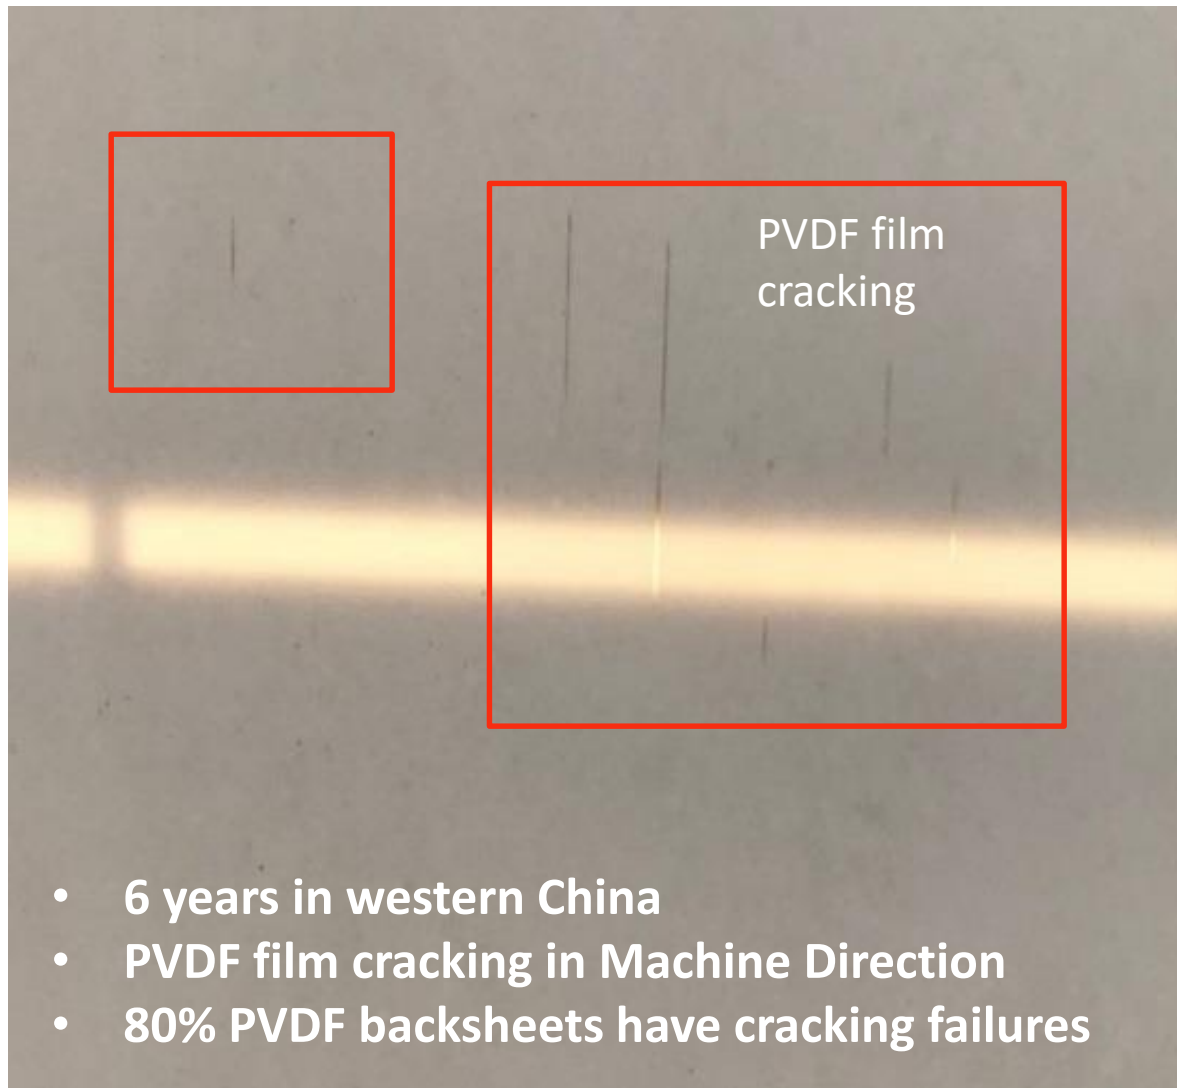 PVDF film
cracking
• 6 years in western China
• PVDF film cracking in Machine Direction
• 80% PVDF backsheets have cracking failures